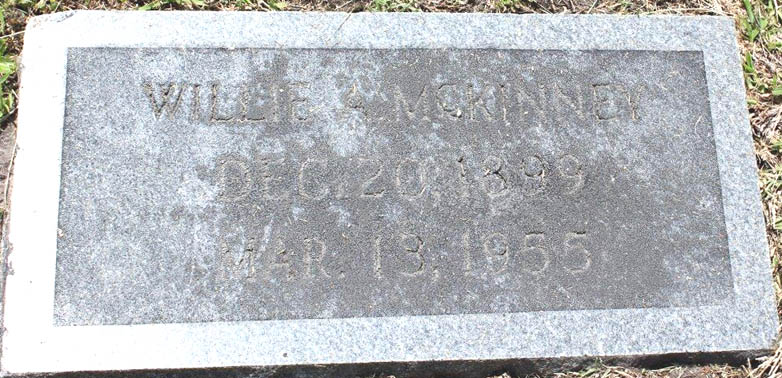 WILLIE A. MCKINNEY
DEC. 20, 1899
MAR. 13, 1955